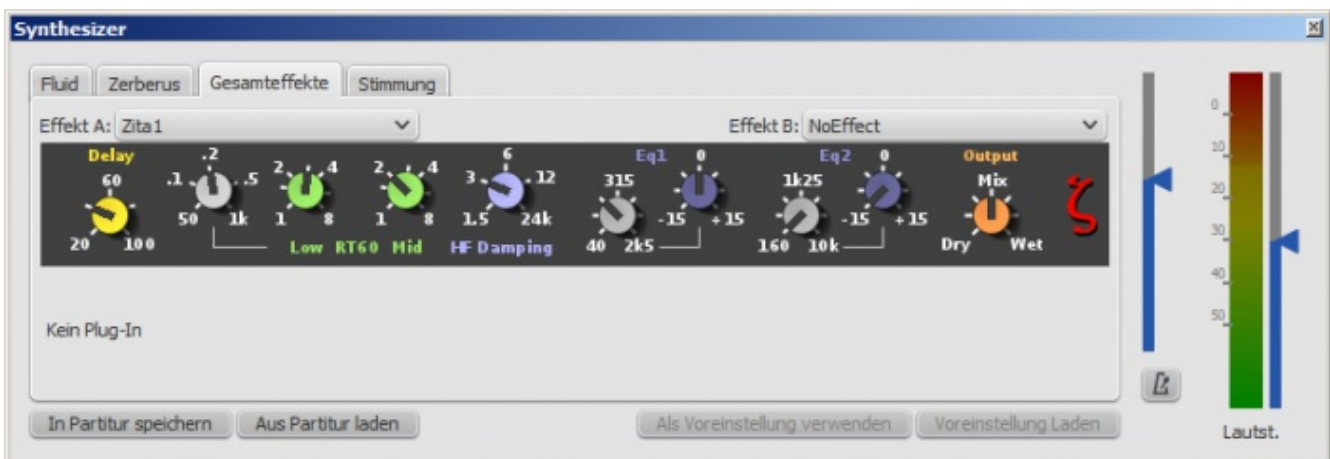 Synthesizer
Fluid Zerberus Gesamteffekte Stimmung
Effekt A: Zita1 Effekt B: NoEffect
Delay .2 6 Eq1 0 Eq2 0 Output
60 .1 .5 2 4 2 4 3 12 315 1k25 Mix
50 1k 1 8 1 8 1.5 24k -15 +15 -15 +15
20 100 Low RT60 Mid HF Damping 40 2k5 160 10k Dry Wet
ζ
Kein Plug-In
In Partitur speichern Aus Partitur laden Als Voreinstellung verwenden Voreinstellung Laden
0
10
20
30
40
50
Lautst.